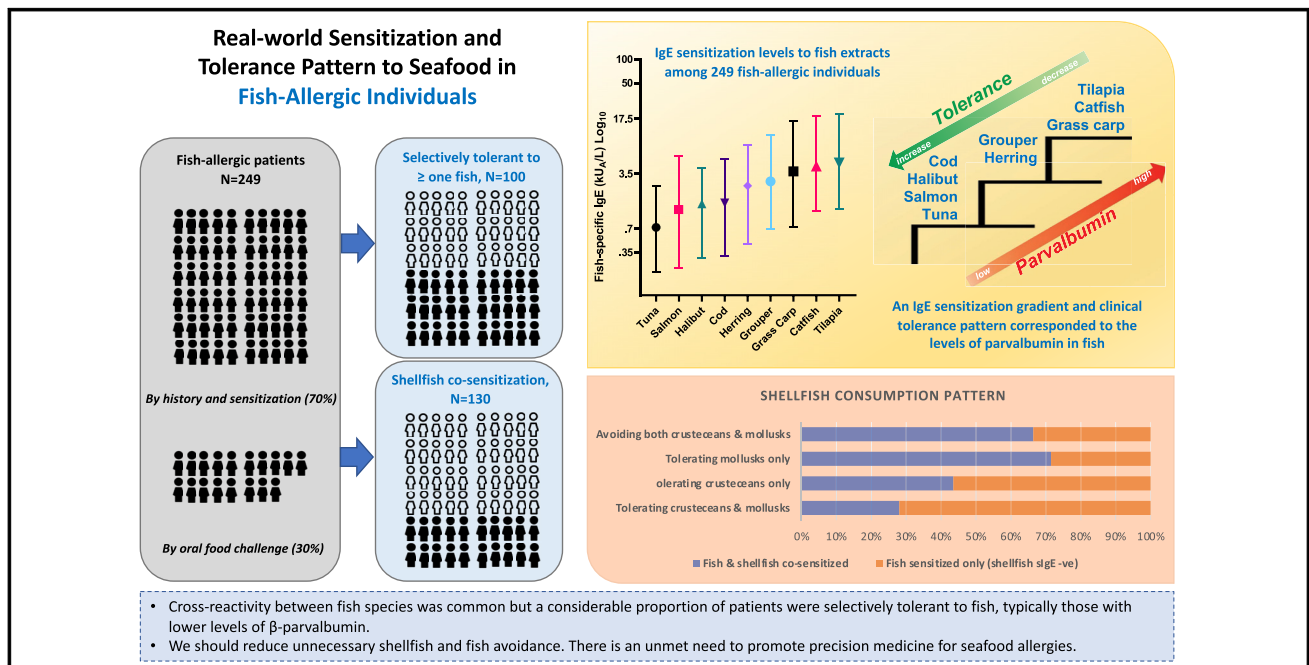 Real-world Sensitization and
Tolerance Pattern to Seafood in
Fish-Allergic Individuals
Fish-allergic patients
N=249
By history and sensitization (70%)
By oral food challenge (30%)
Selectively tolerant to
≥ one fish, N=100
Shellfish co-sensitization,
N=130
IgE sensitization levels to fish extracts
among 249 fish-allergic individuals
Fish-specific IgE (kUA/L) Log10
100
50
17.5
3.5
.7
.35
Tuna
Salmon
Halibut
Cod
Herring
Grouper
Grass Carp
Catfish
Tilapia
Tolerance
decrease
increase
Tilapia
Catfish
Grass carp
Grouper
Herring
Cod
Halibut
Salmon
Tuna
high
low
Parvalbumin
An IgE sensitization gradient and clinical
tolerance pattern corresponded to the
levels of parvalbumin in fish
SHELLFISH CONSUMPTION PATTERN
Avoiding both crusteceans & mollusks
Tolerating mollusks only
olerating crusteceans only
Tolerating crusteceans & mollusks
0% 10% 20% 30% 40% 50% 60% 70% 80% 90% 100%
Fish & shellfish co-sensitized
Fish sensitized only (shellfish sIgE -ve)
• Cross-reactivity between fish species was common but a considerable proportion of patients were selectively tolerant to fish, typically those with
lower levels of β-parvalbumin.
• We should reduce unnecessary shellfish and fish avoidance. There is an unmet need to promote precision medicine for seafood allergies.